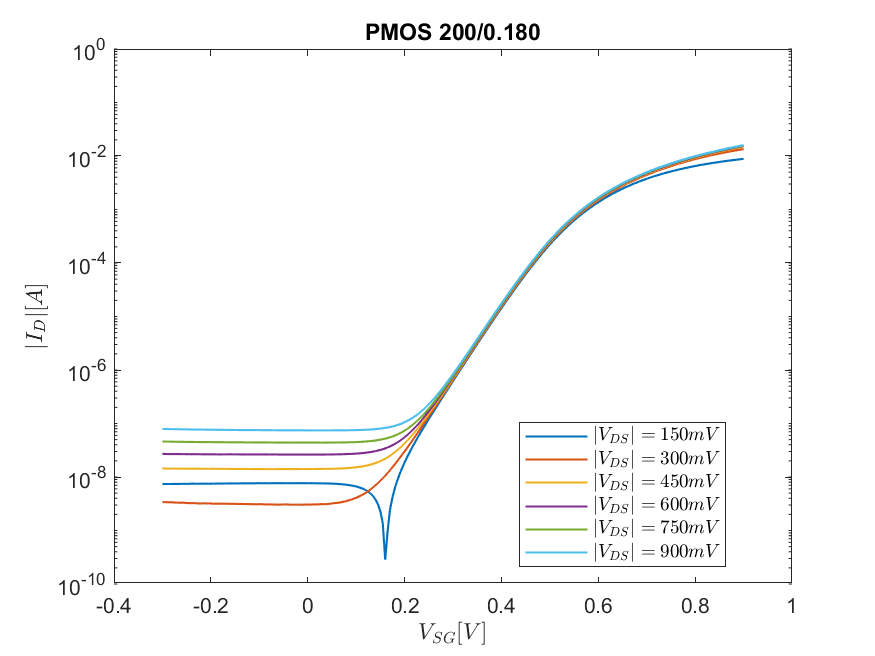 PMOS 200/0.180
10^0
10^-2
10^-4
10^-6
10^-8
10^-10
|I_D|[A]
-0.4 -0.2 0 0.2 0.4 0.6 0.8 1
V_SG[V]
|V_DS| = 150mV
|V_DS| = 300mV
|V_DS| = 450mV
|V_DS| = 600mV
|V_DS| = 750mV
|V_DS| = 900mV